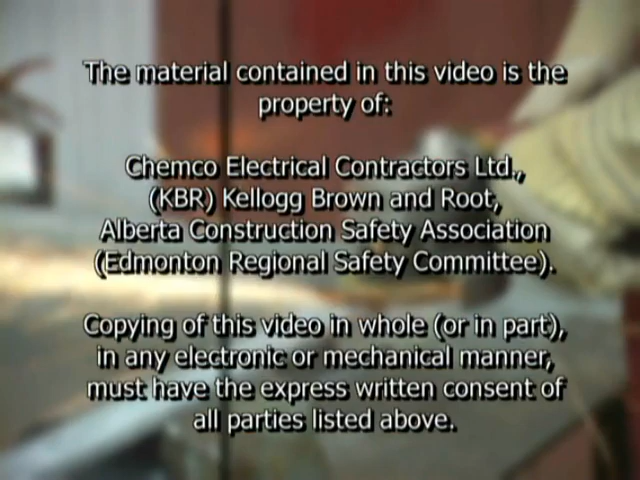 The material contained in this video is the
property of:
Chemco Electrical Contractors Ltd.,
(KBR) Kellogg Brown and Root,
Alberta Construction Safety Association
(Edmonton Regional Safety Committee).
Copying of this video in whole (or in part),
in any electronic or mechanical manner,
must have the express written consent of
all parties listed above.